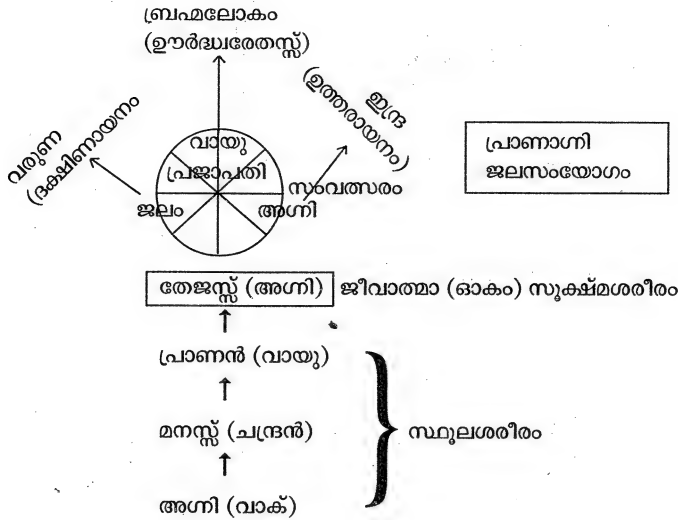 ബ്രഹ്മലോകം
(ഊർദ്ധ്വരേതസ്സ്)
ഇന്ദ്ര
(ഉത്തരായനം)
വരുണ
(ദക്ഷിണായനം)
വായു
പ്രജാപതി
സംവത്സരം
ജലം
അഗ്നി
പ്രാണാഗ്നി
ജലസംയോഗം
തേജസ്സ് (അഗ്നി) ജീവാത്മാ (ഓകം) സൂക്ഷ്മശരീരം
പ്രാണൻ (വായു)
മനസ്സ് (ചന്ദ്രൻ)
സ്ഥൂലശരീരം
അഗ്നി (വാക്)